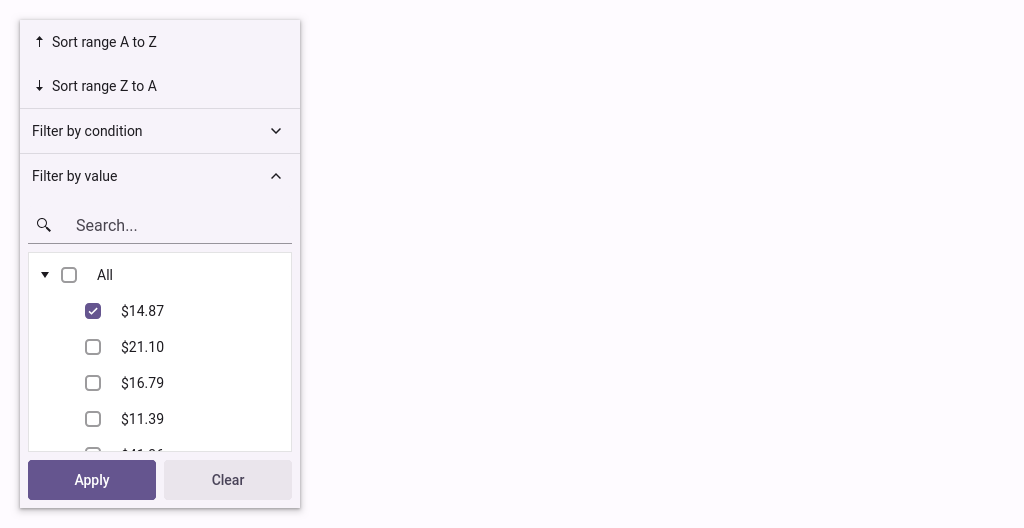 Sort range A to Z
Sort range Z to A
Filter by condition
Filter by value
Search...
All
$14.87
$21.10
$16.79
$11.39
Apply
Clear